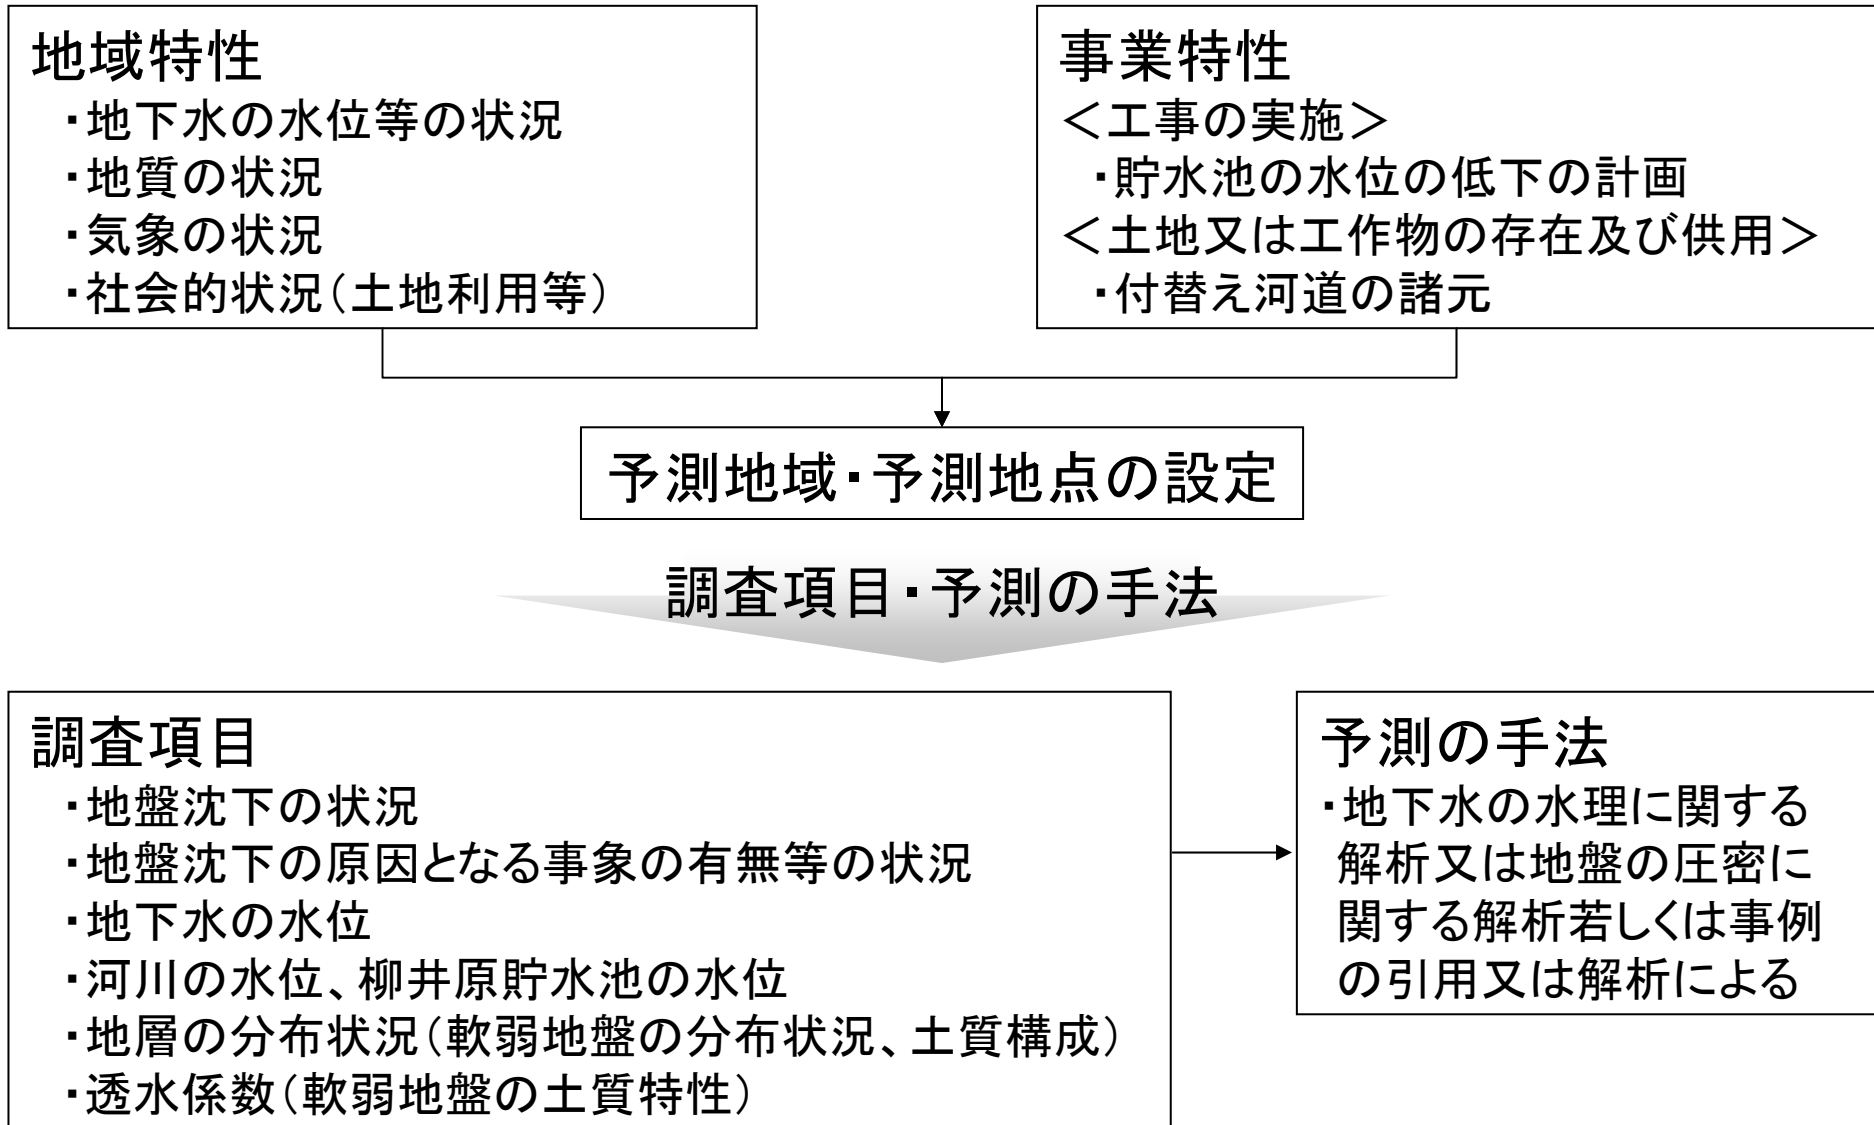 地域特性
・地下水の水位等の状況
・地質の状況
・気象の状況
・社会的状況（土地利用等）
事業特性
＜工事の実施＞
・貯水池の水位の低下の計画
＜土地又は工作物の存在及び供用＞
・付替え河道の諸元
予測地域・予測地点の設定
調査項目・予測の手法
調査項目
・地盤沈下の状況
・地盤沈下の原因となる事象の有無等の状況
・地下水の水位
・河川の水位、柳井原貯水池の水位
・地層の分布状況（軟弱地盤の分布状況、土質構成）
・透水係数（軟弱地盤の土質特性）
予測の手法
・地下水の水理に関する
解析又は地盤の圧密に
関する解析若しくは事例
の引用又は解析による